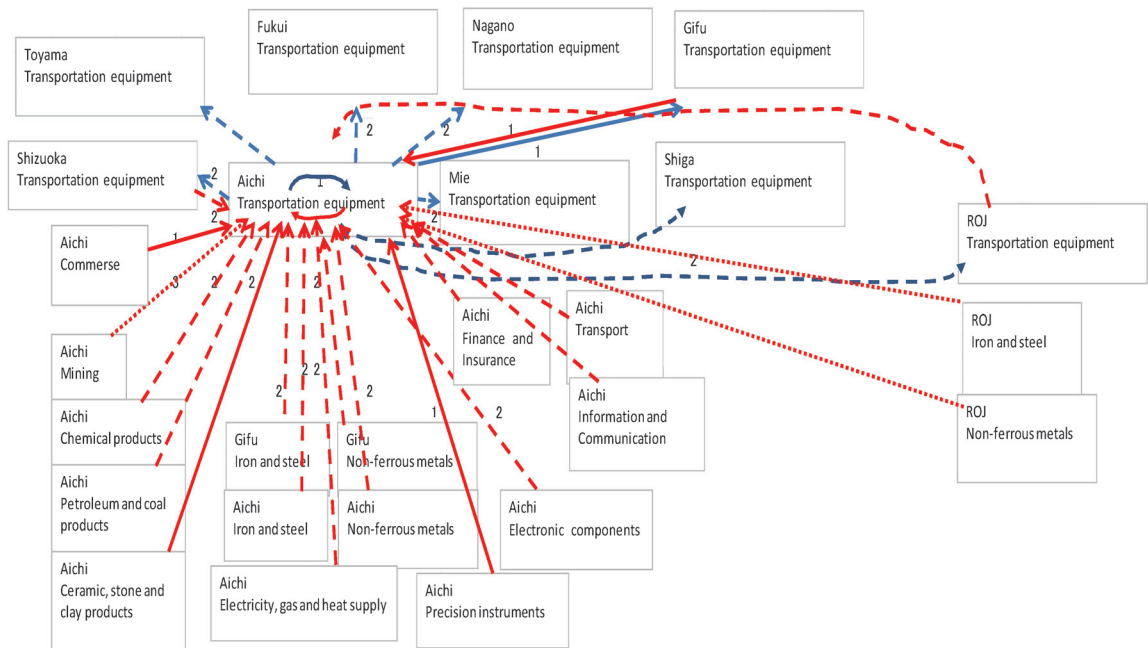 Fukui
Transportation equipment
Nagano
Transportation equipment
Gifu
Transportation equipment
Toyama
Transportation equipment
2
2
1
1
Shizuoka
Transportation equipment
2
Aichi
Transportation equipment
1
Mie
Transportation equipment
2
Shiga
Transportation equipment
2
2
ROJ
Transportation equipment
Aichi
Commerse
1
3
2
2
2
Aichi
Mining
Aichi
Finance and
Insurance
Aichi
Transport
ROJ
Iron and steel
2
2
2
2
1
2
Aichi
Information and
Communication
ROJ
Non-ferrous metals
Aichi
Chemical products
Gifu
Iron and steel
Gifu
Non-ferrous metals
Aichi
Petroleum and coal
products
Aichi
Iron and steel
Aichi
Non-ferrous metals
Aichi
Electronic components
Aichi
Ceramic, stone and
clay products
Aichi
Electricity, gas and heat supply
Aichi
Precision instruments